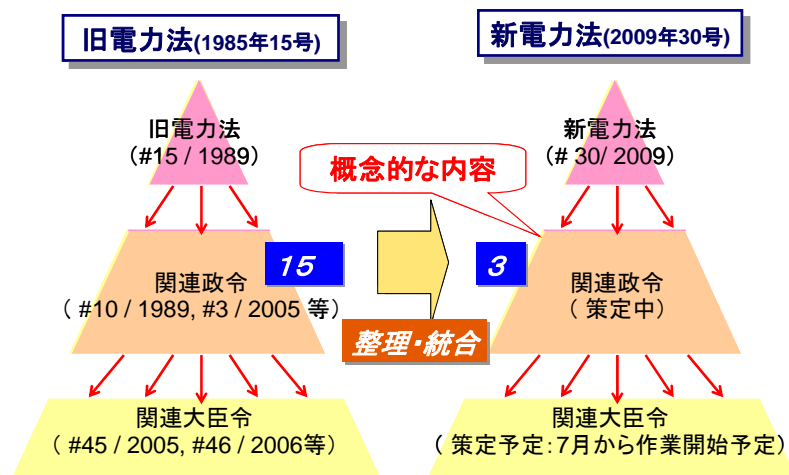 旧電力法(1985年15号)
新電力法(2009年30号)
旧電力法
（#15 / 1989）
新電力法
（# 30/ 2009）
概念的な内容
15
3
関連政令
（ #10 / 1989, #3 / 2005 等）
関連政令
（ 策定中）
整理・統合
関連大臣令
（ #45 / 2005, #46 / 2006等）
関連大臣令
（ 策定予定：7月から作業開始予定）